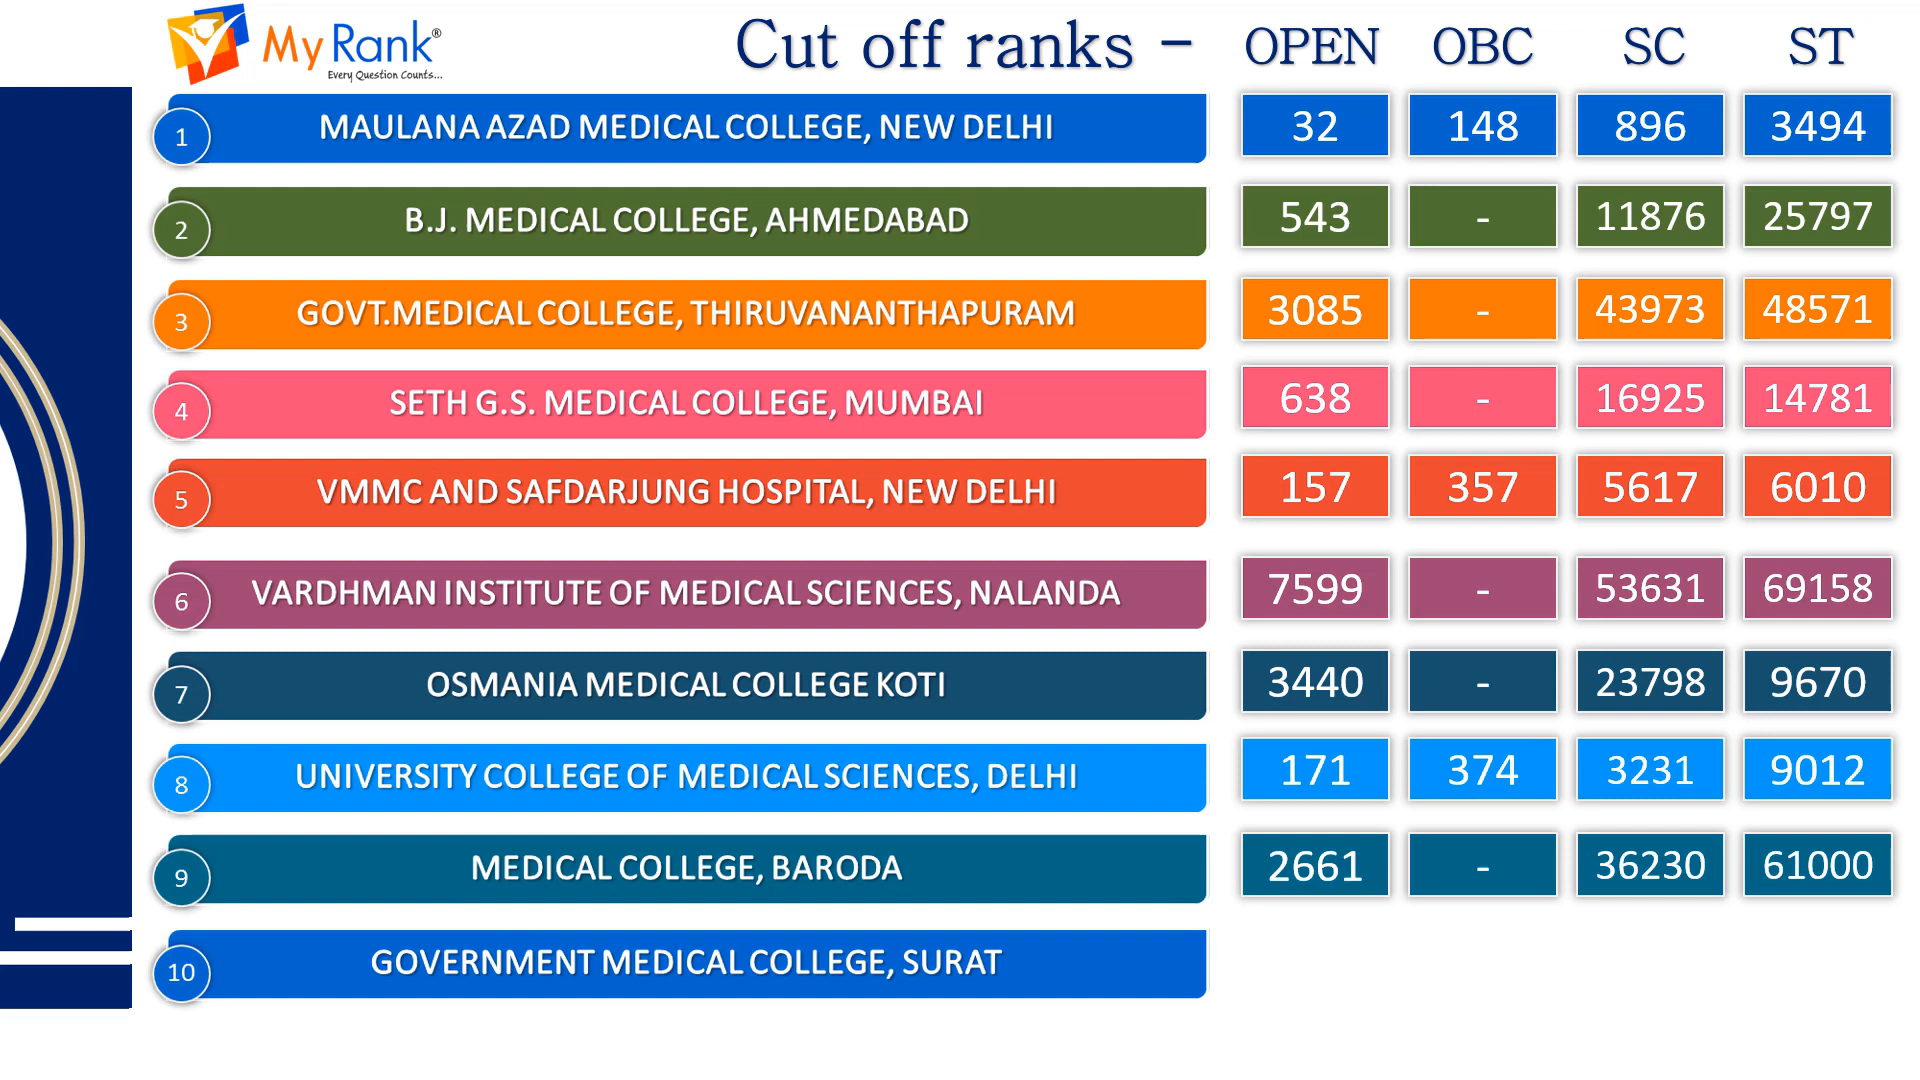 My Rank®
Every Question Counts...
Cut off ranks - OPEN OBC SC ST
1 MAULANA AZAD MEDICAL COLLEGE, NEW DELHI 32 148 896 3494
2 B.J. MEDICAL COLLEGE, AHMEDABAD 543 - 11876 25797
3 GOVT.MEDICAL COLLEGE, THIRUVANANTHAPURAM 3085 - 43973 48571
4 SETH G.S. MEDICAL COLLEGE, MUMBAI 638 - 16925 14781
5 VMMC AND SAFDARJUNG HOSPITAL, NEW DELHI 157 357 5617 6010
6 VARDHMAN INSTITUTE OF MEDICAL SCIENCES, NALANDA 7599 - 53631 69158
7 OSMANIA MEDICAL COLLEGE KOTI 3440 - 23798 9670
8 UNIVERSITY COLLEGE OF MEDICAL SCIENCES, DELHI 171 374 3231 9012
9 MEDICAL COLLEGE, BARODA 2661 - 36230 61000
10 GOVERNMENT MEDICAL COLLEGE, SURAT